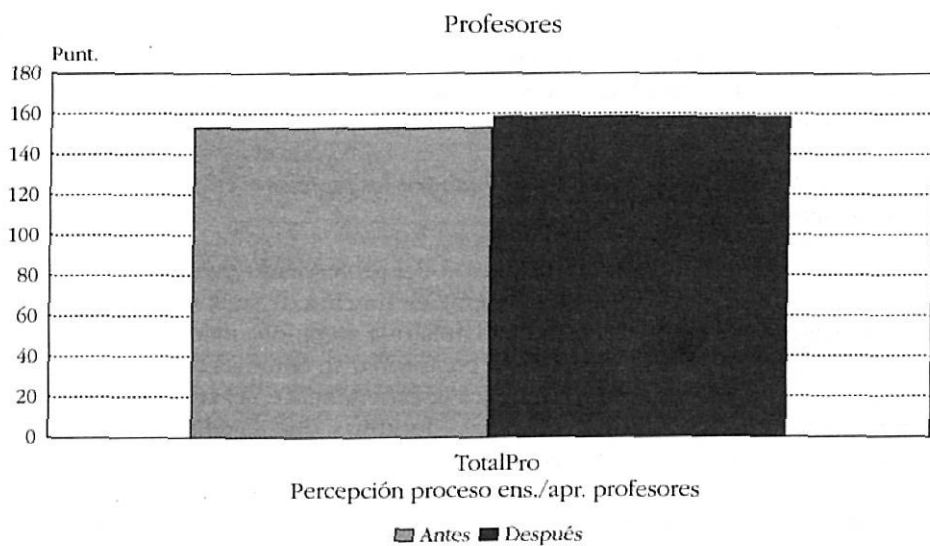 Profesores
Punt.
180
160
140
120
100
80
60
40
20
0
TotalPro
Percepción proceso ens./apr. profesores
Antes Después